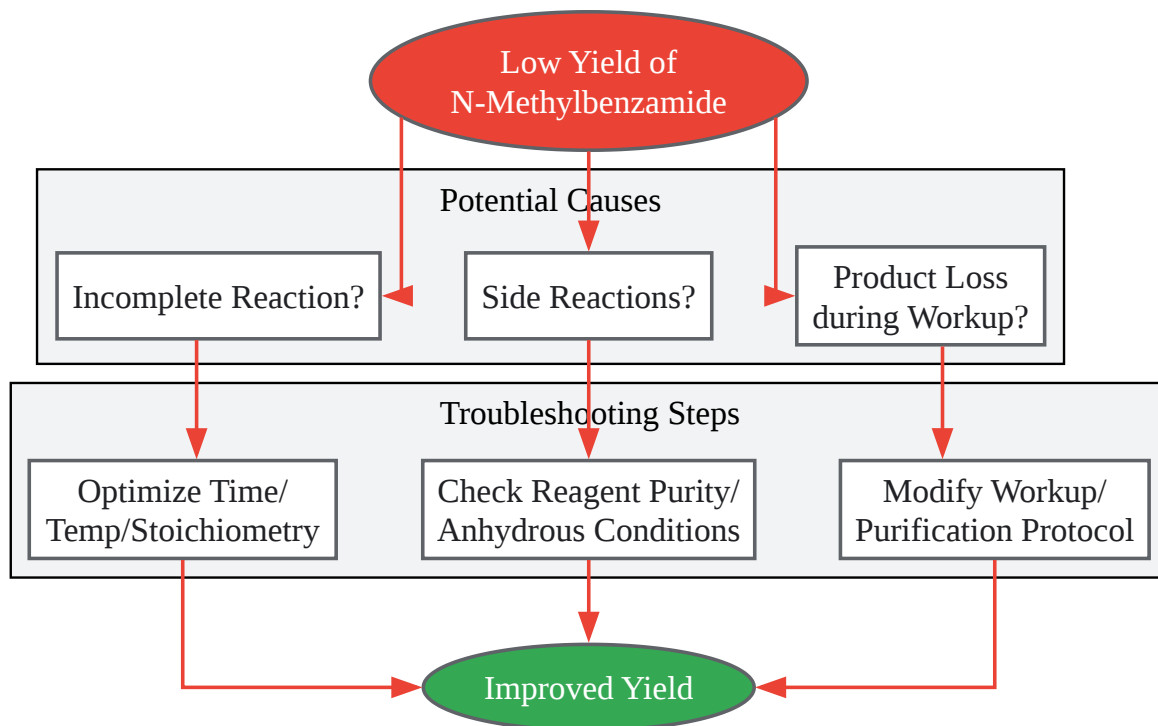 Low Yield of
N-Methylbenzamide
Potential Causes
Incomplete Reaction?
Side Reactions?
Product Loss
during Workup?
Troubleshooting Steps
Optimize Time/
Temp/Stoichiometry
Check Reagent Purity/
Anhydrous Conditions
Modify Workup/
Purification Protocol
Improved Yield